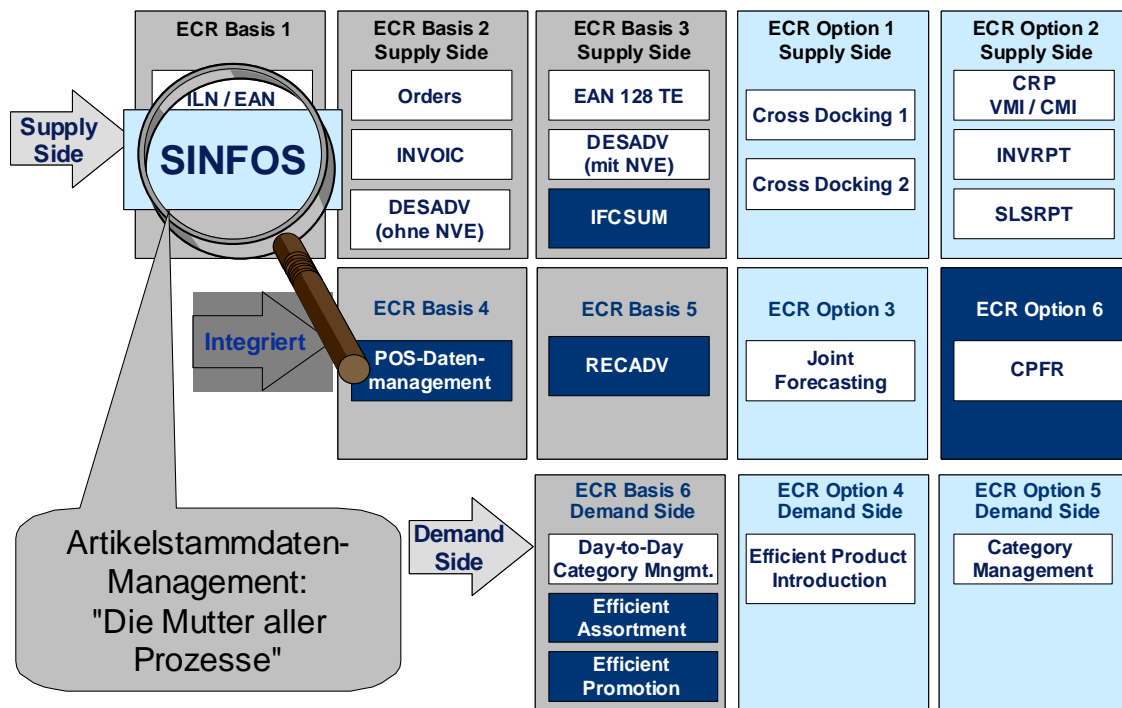 ECR Basis 1
ILN / EAN
SINFOS
Supply
Side
ECR Basis 2
Supply Side
Orders
INVOIC
DESADV
(ohne NVE)
ECR Basis 3
Supply Side
EAN 128 TE
DESADV
(mit NVE)
IFCSUM
ECR Option 1
Supply Side
Cross Docking 1
Cross Docking 2
ECR Option 2
Supply Side
CRP
VMI / CMI
INVRPT
SLSRPT
Integriert
ECR Basis 4
POS-Daten-
management
ECR Basis 5
RECADV
ECR Option 3
Joint
Forecasting
ECR Option 6
CPFR
Artikelstammdaten-
Management:
"Die Mutter aller
Prozesse"
Demand
Side
ECR Basis 6
Demand Side
Day-to-Day
Category Mngmt.
Efficient
Assortment
Efficient
Promotion
ECR Option 4
Demand Side
Efficient Product
Introduction
ECR Option 5
Demand Side
Category
Management